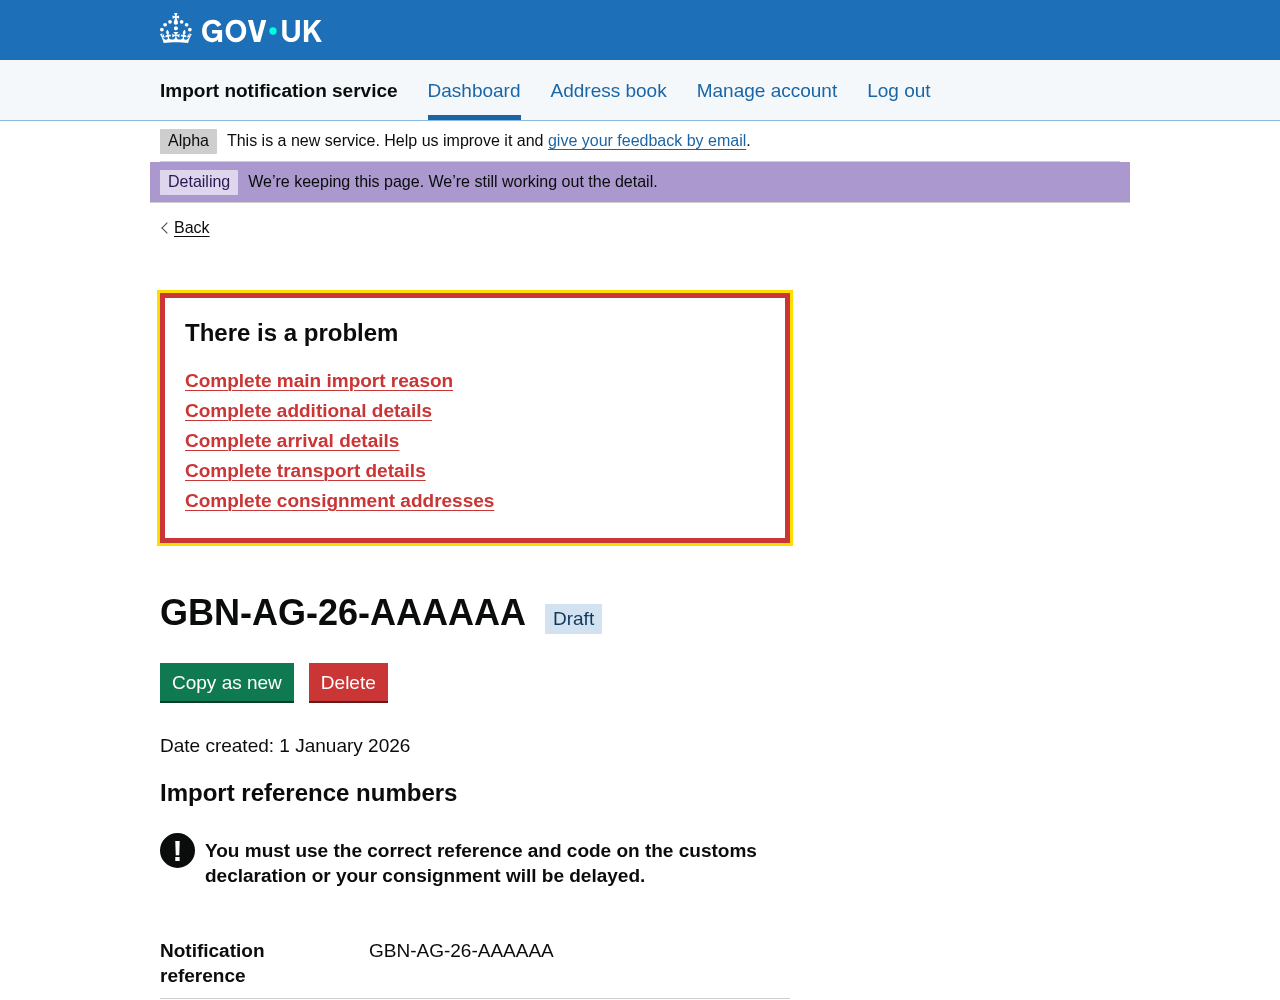 GOV·UK
Import notification service Dashboard Address book Manage account Log out
Alpha This is a new service. Help us improve it and give your feedback by email.
Detailing We’re keeping this page. We’re still working out the detail.
Back
There is a problem
Complete main import reason
Complete additional details
Complete arrival details
Complete transport details
Complete consignment addresses
GBN-AG-26-AAAAAA Draft
Copy as new Delete
Date created: 1 January 2026
Import reference numbers
! You must use the correct reference and code on the customs
declaration or your consignment will be delayed.
Notification GBN-AG-26-AAAAAA
reference